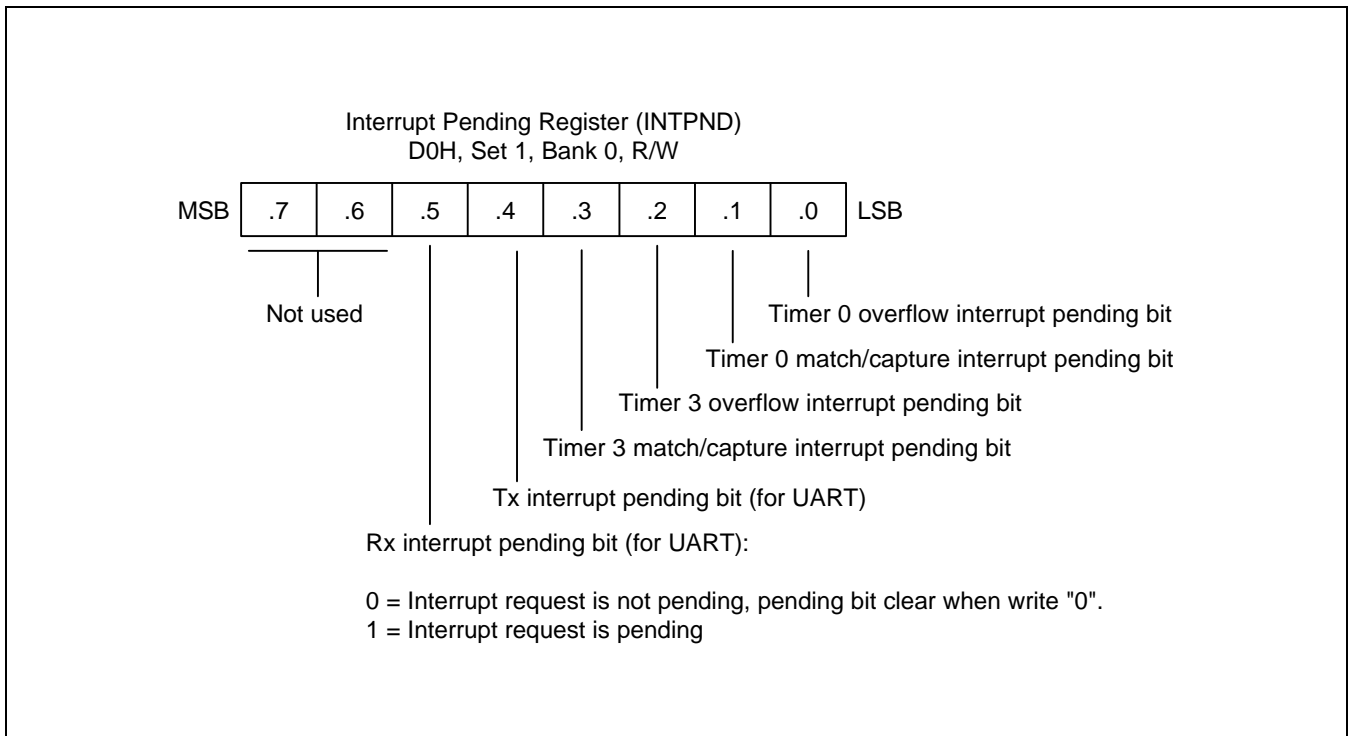 Interrupt Pending Register (INTPND)
D0H, Set 1, Bank 0, R/W
MSB .7 .6 .5 .4 .3 .2 .1 .0 LSB
Not used
Timer 0 overflow interrupt pending bit
Timer 0 match/capture interrupt pending bit
Timer 3 overflow interrupt pending bit
Timer 3 match/capture interrupt pending bit
Tx interrupt pending bit (for UART)
Rx interrupt pending bit (for UART):
0 = Interrupt request is not pending, pending bit clear when write "0".
1 = Interrupt request is pending